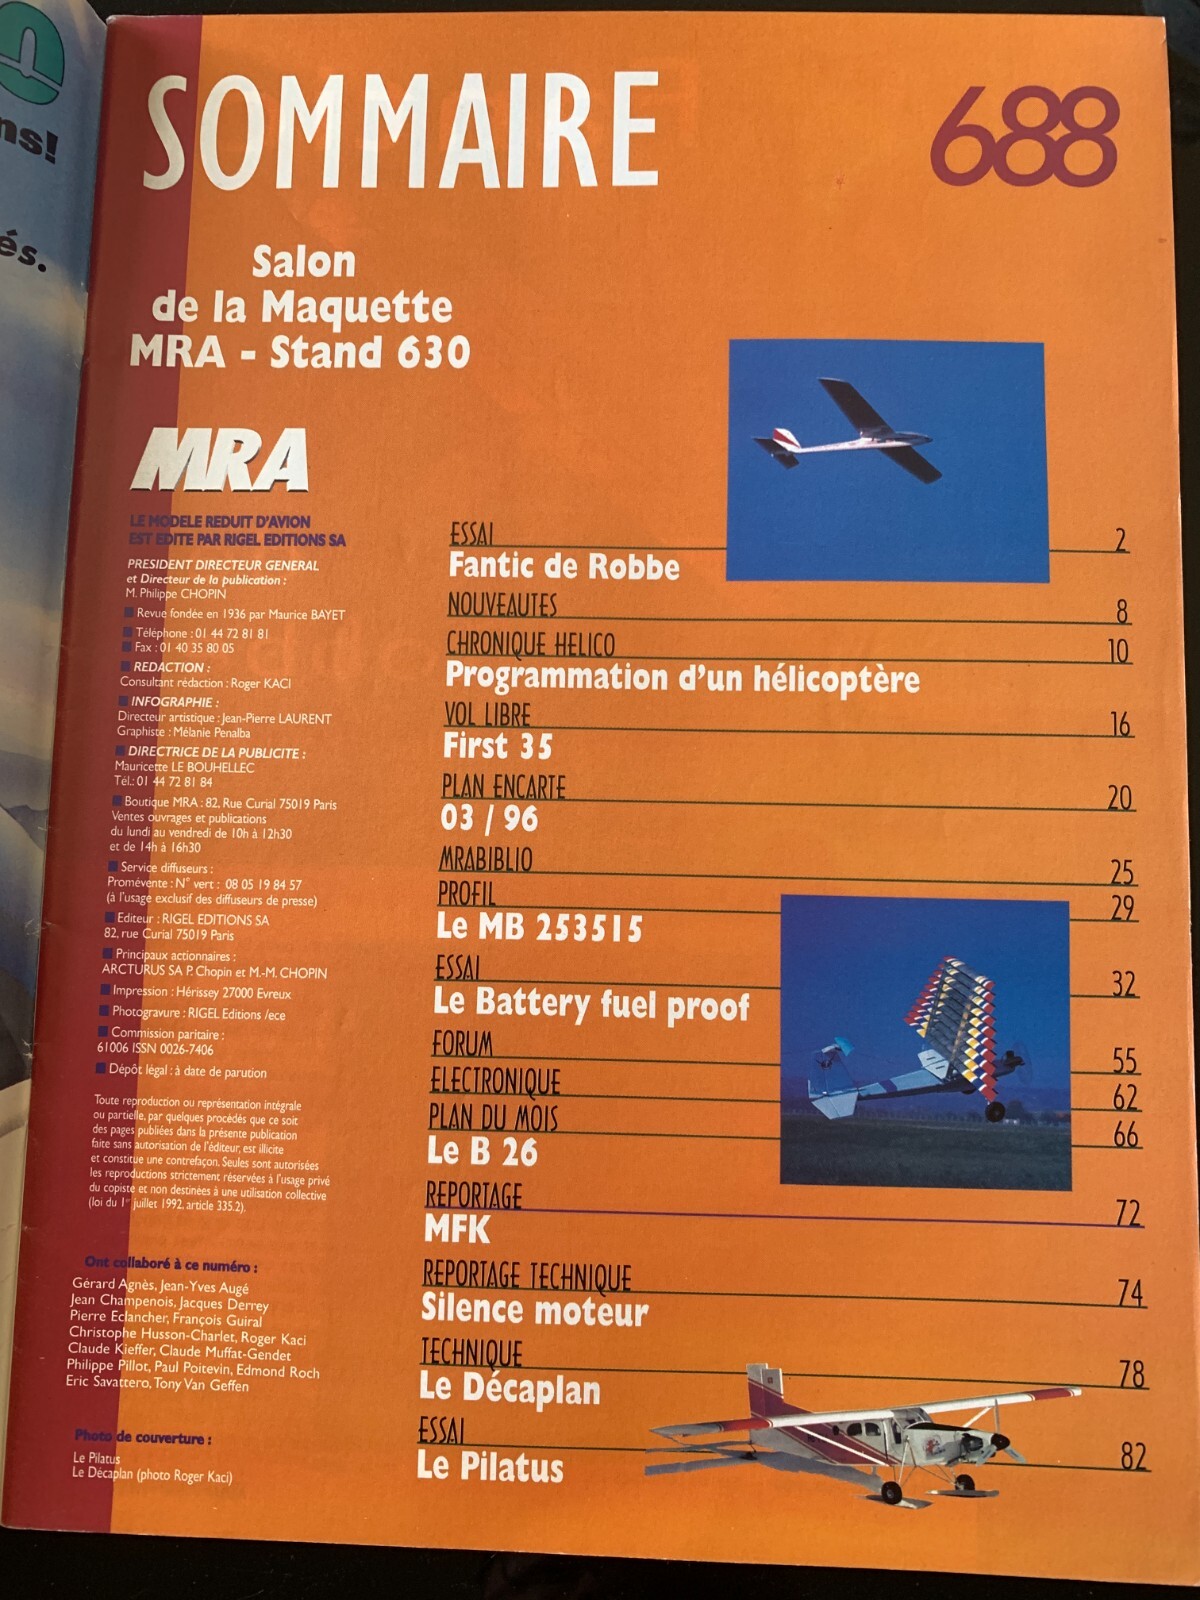 ns!
és.
SOMMAIRE
688
Salon
de la Maquette
MRA - Stand 630
MRA
LE MODELE REDUIT D'AVION
EST EDITE PAR RIGEL EDITIONS SA
PRESIDENT DIRECTEUR GENERAL
et Directeur de la publication :
M. Philippe CHOPIN
Revue fondée en 1936 par Maurice BAYET
Téléphone : 01 44 72 81 81
Fax : 01 40 35 80 05
REDACTION :
Consultant rédaction : Roger KACI
INFOGRAPHIE :
Directeur artistique : Jean-Pierre LAURENT
Graphiste : Mélanie Penalba
DIRECTRICE DE LA PUBLICITE :
Mauricette LE BOUHELLEC
Tél.: 01 44 72 81 84
Boutique MRA : 82, Rue Curial 75019 Paris
Ventes ouvrages et publications
du lundi au vendredi de 10h à 12h30
et de 14h à 16h30
Service diffuseurs :
Promévente : N° vert : 08 05 19 84 57
(à l'usage exclusif des diffuseurs de presse)
Editeur : RIGEL EDITIONS SA
82, rue Curial 75019 Paris
Principaux actionnaires :
ARCTURUS SA P. Chopin et M.-M. CHOPIN
Impression : Hérissey 27000 Evreux
Photogravure : RIGEL Editions /ece
Commission paritaire :
61006 ISSN 0026-7406
Dépôt légal : à date de parution
Toute reproduction ou représentation intégrale
ou partielle, par quelques procédés que ce soit
des pages publiées dans la présente publication
faite sans autorisation de l'éditeur, est illicite
et constitue une contrefaçon. Seules sont autorisées
les reproductions strictement réservées à l'usage privé
du copiste et non destinées à une utilisation collective
(loi du 1er juillet 1992, article 335.2).
Ont collaboré à ce numéro :
Gérard Agnès, Jean-Yves Augé
Jean Champenois, Jacques Derrey
Pierre Eclancher, François Guiral
Christophe Husson-Charlet, Roger Kaci
Claude Kieffer, Claude Muffat-Gendet
Philippe Pillot, Paul Poitevin, Edmond Roch
Eric Savattero, Tony Van Geffen
Photo de couverture :
Le Pilatus
Le Décaplan (photo Roger Kaci)
ESSAI 2
Fantic de Robbe
NOUVEAUTES 8
CHRONIQUE HELICO 10
Programmation d'un hélicoptère
VOL LIBRE 16
First 35
PLAN ENCARTE 20
03 / 96
MRABIBLIO 25
PROFIL 29
Le MB 253515
ESSAI 32
Le Battery fuel proof
FORUM 55
ELECTRONIQUE 62
PLAN DU MOIS 66
Le B 26
REPORTAGE 72
MFK
REPORTAGE TECHNIQUE 74
Silence moteur
TECHNIQUE 78
Le Décaplan
ESSAI 82
Le Pilatus